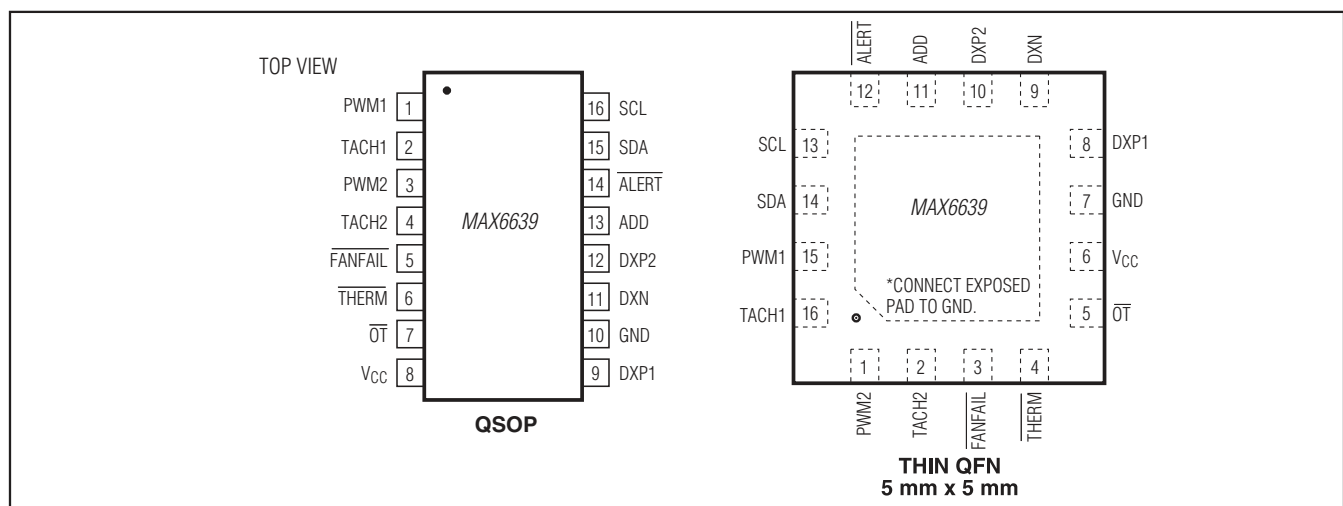 TOP VIEW
PWM1 1
TACH1 2
PWM2 3
TACH2 4
FANFAIL 5
THERM 6
OT 7
VCC 8
MAX6639
16 SCL
15 SDA
14 ALERT
13 ADD
12 DXP2
11 DXN
10 GND
9 DXP1
QSOP
ALERT ADD DXP2 DXN
12 11 10 9
SCL 13
SDA 14
PWM1 15
TACH1 16
MAX6639
*CONNECT EXPOSED
PAD TO GND.
8 DXP1
7 GND
6 VCC
5 OT
1 2 3 4
PWM2 TACH2 FANFAIL THERM
THIN QFN
5 mm x 5 mm